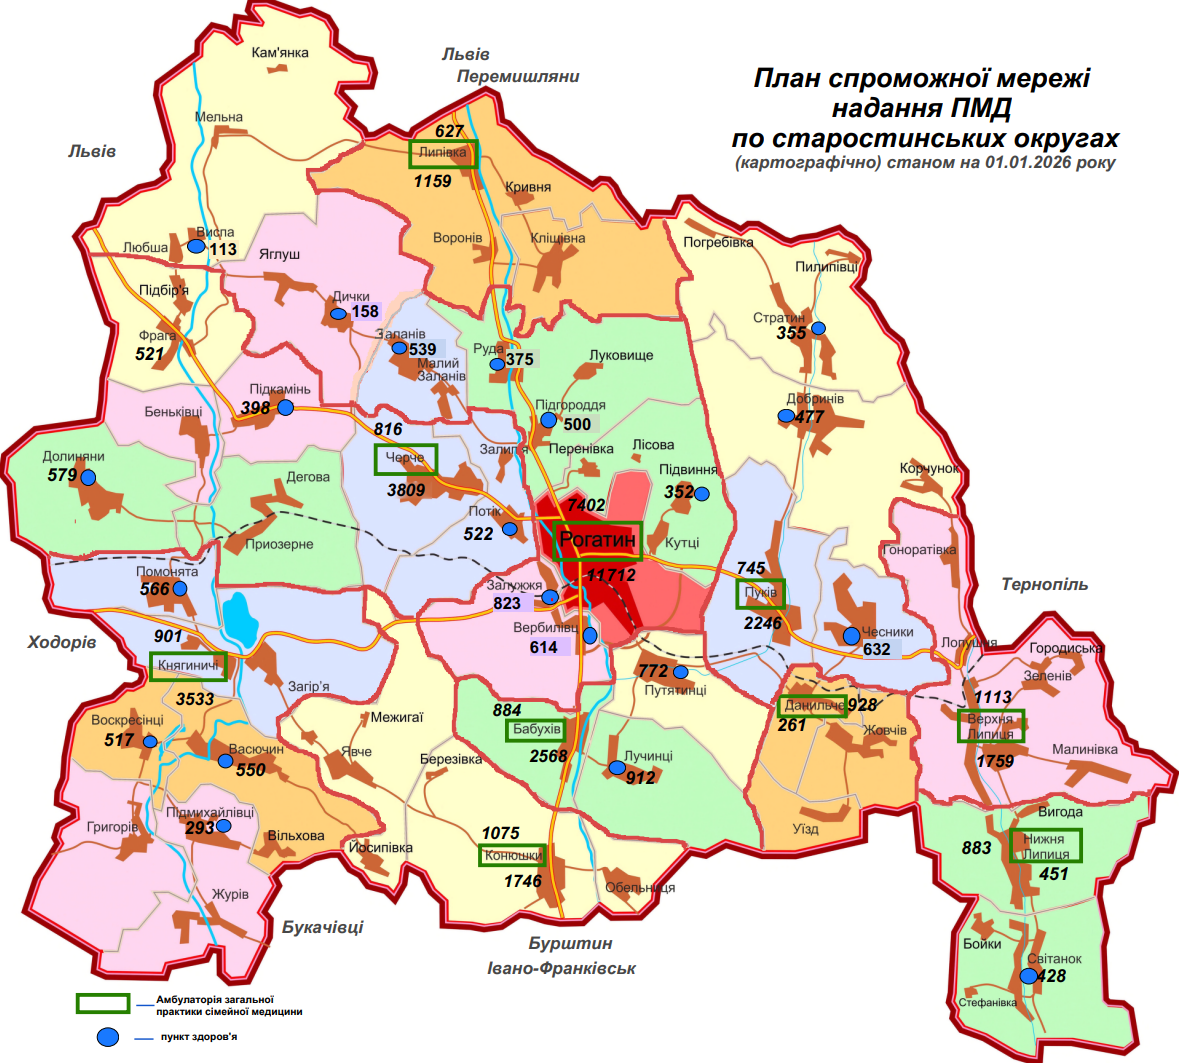 План спроможної мережі
надання ПМД
по старостинських округах
(картографічно) станом на 01.01.2026 року
Львів
Перемишляни
Кам'янка
Мельна
Львів
627
Липівка
1159
Кривня
Воронів
Кліщівна
Погребівка
Пилипівці
Висла
Любша
113
Яглуш
Підбір'я
Дички
158
Стратин
355
Фрага
521
Заланів
539
Малий
Заланів
Руда
375
Луковище
Підкамінь
398
Беньківці
816
Підгороддя
500
Добринів
477
Черче
3809
Залип'я
Перенівка
Лісова
Підвиння
352
Корчунок
Долиняни
579
Дегова
Приозерне
Потік
522
7402
Рогатин
11712
Кутці
Гоноратівка
Тернопіль
Помонята
566
Залужжя
823
745
Пуків
2246
Вербилівці
614
Чесники
632
Ходорів
901
Княгиничі
3533
Загір'я
772
Путятинці
Лопушня
Городиська
Зеленів
1113
Верхня
Липиця
1759
Малинівка
Воскресінці
517
Межигаї
884
Бабухів
2568
Данильче
928
261
Жовчів
Васючин
550
Явче
Березівка
Лучинці
912
Підмихайлівці
293
Григорів
Вільхова
Йосипівка
1075
Конюшки
1746
Уїзд
Вигода
883
Нижня
Липиця
451
Журів
Обельниця
Букачівці
Бурштин
Івано-Франківськ
Бойки
Світанок
428
Стефанівка
Амбулаторія загальної
практики сімейної медицини
пункт здоров'я